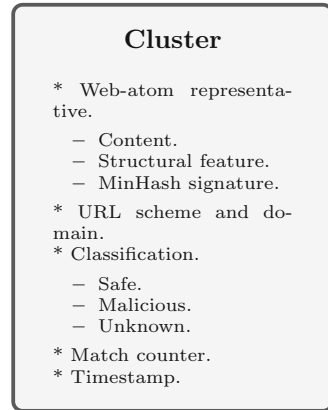 Cluster
* Web-atom representa-
tive.
– Content.
– Structural feature.
– MinHash signature.
* URL scheme and do-
main.
* Classification.
– Safe.
– Malicious.
– Unknown.
* Match counter.
* Timestamp.